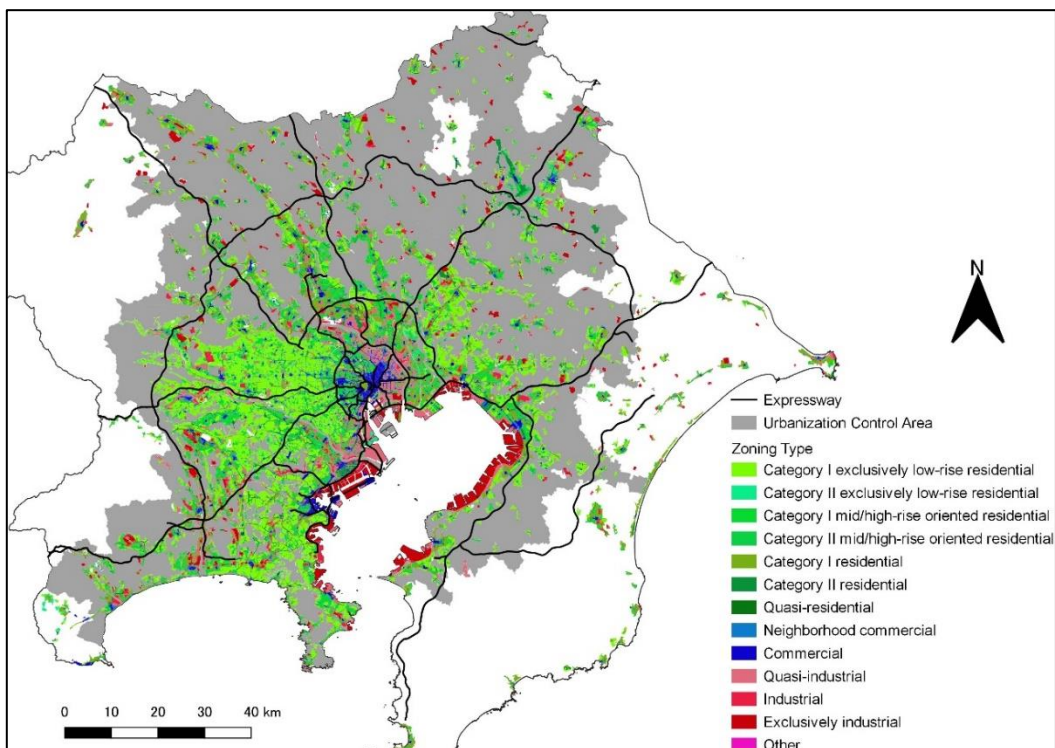 N
Expressway
Urbanization Control Area
Zoning Type
Category I exclusively low-rise residential
Category II exclusively low-rise residential
Category I mid/high-rise oriented residential
Category II mid/high-rise oriented residential
Category I residential
Category II residential
Quasi-residential
Neighborhood commercial
Commercial
Quasi-industrial
Industrial
Exclusively industrial
Other
0 10 20 30 40 km